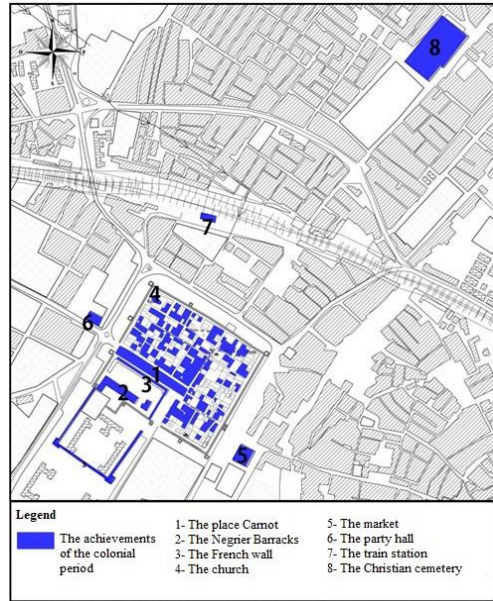 8
7
4
6
1
3
2
5
Legend
The achievements
of the colonial
period
1- The place Carnot
2- The Negrier Barracks
3- The French wall
4- The church
5- The market
6- The party hall
7- The train station
8- The Christian cemetery